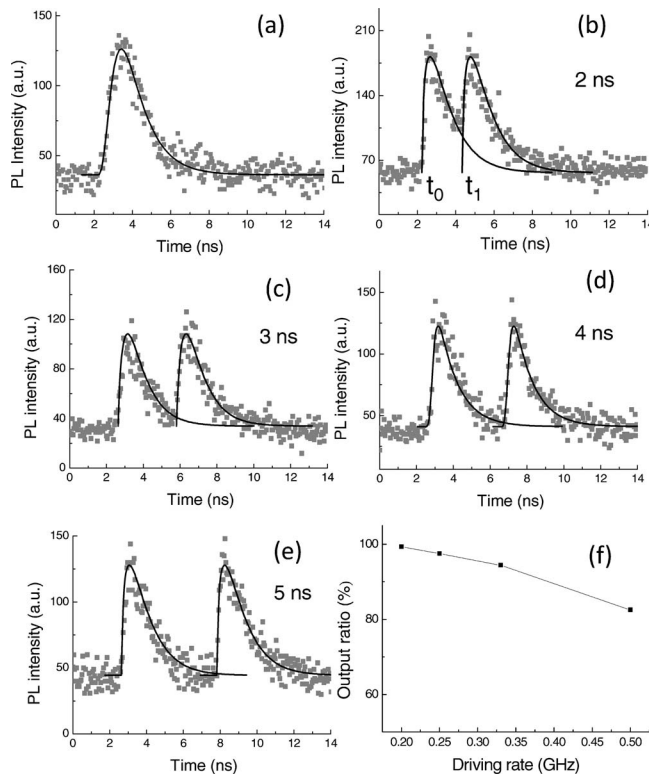 (a)
PL Intensity (a.u.)
150
100
50
0 2 4 6 8 10 12 14
Time (ns)
(b)
2 ns
PL intensity (a.u.)
210
140
70
t0 t1
0 2 4 6 8 10 12 14
Time (ns)
(c)
3 ns
PL intensity (a.u.)
160
120
80
40
0
0 2 4 6 8 10 12 14
Time (ns)
(d)
4 ns
PL intensity (a.u.)
150
100
50
0 2 4 6 8 10 12 14
Time (ns)
(e)
5 ns
PL intensity (a.u.)
150
100
50
0
0 2 4 6 8 10 12 14
Time (ns)
(f)
Output ratio (%)
100
80
60
0.20 0.25 0.30 0.35 0.40 0.45 0.50
Driving rate (GHz)